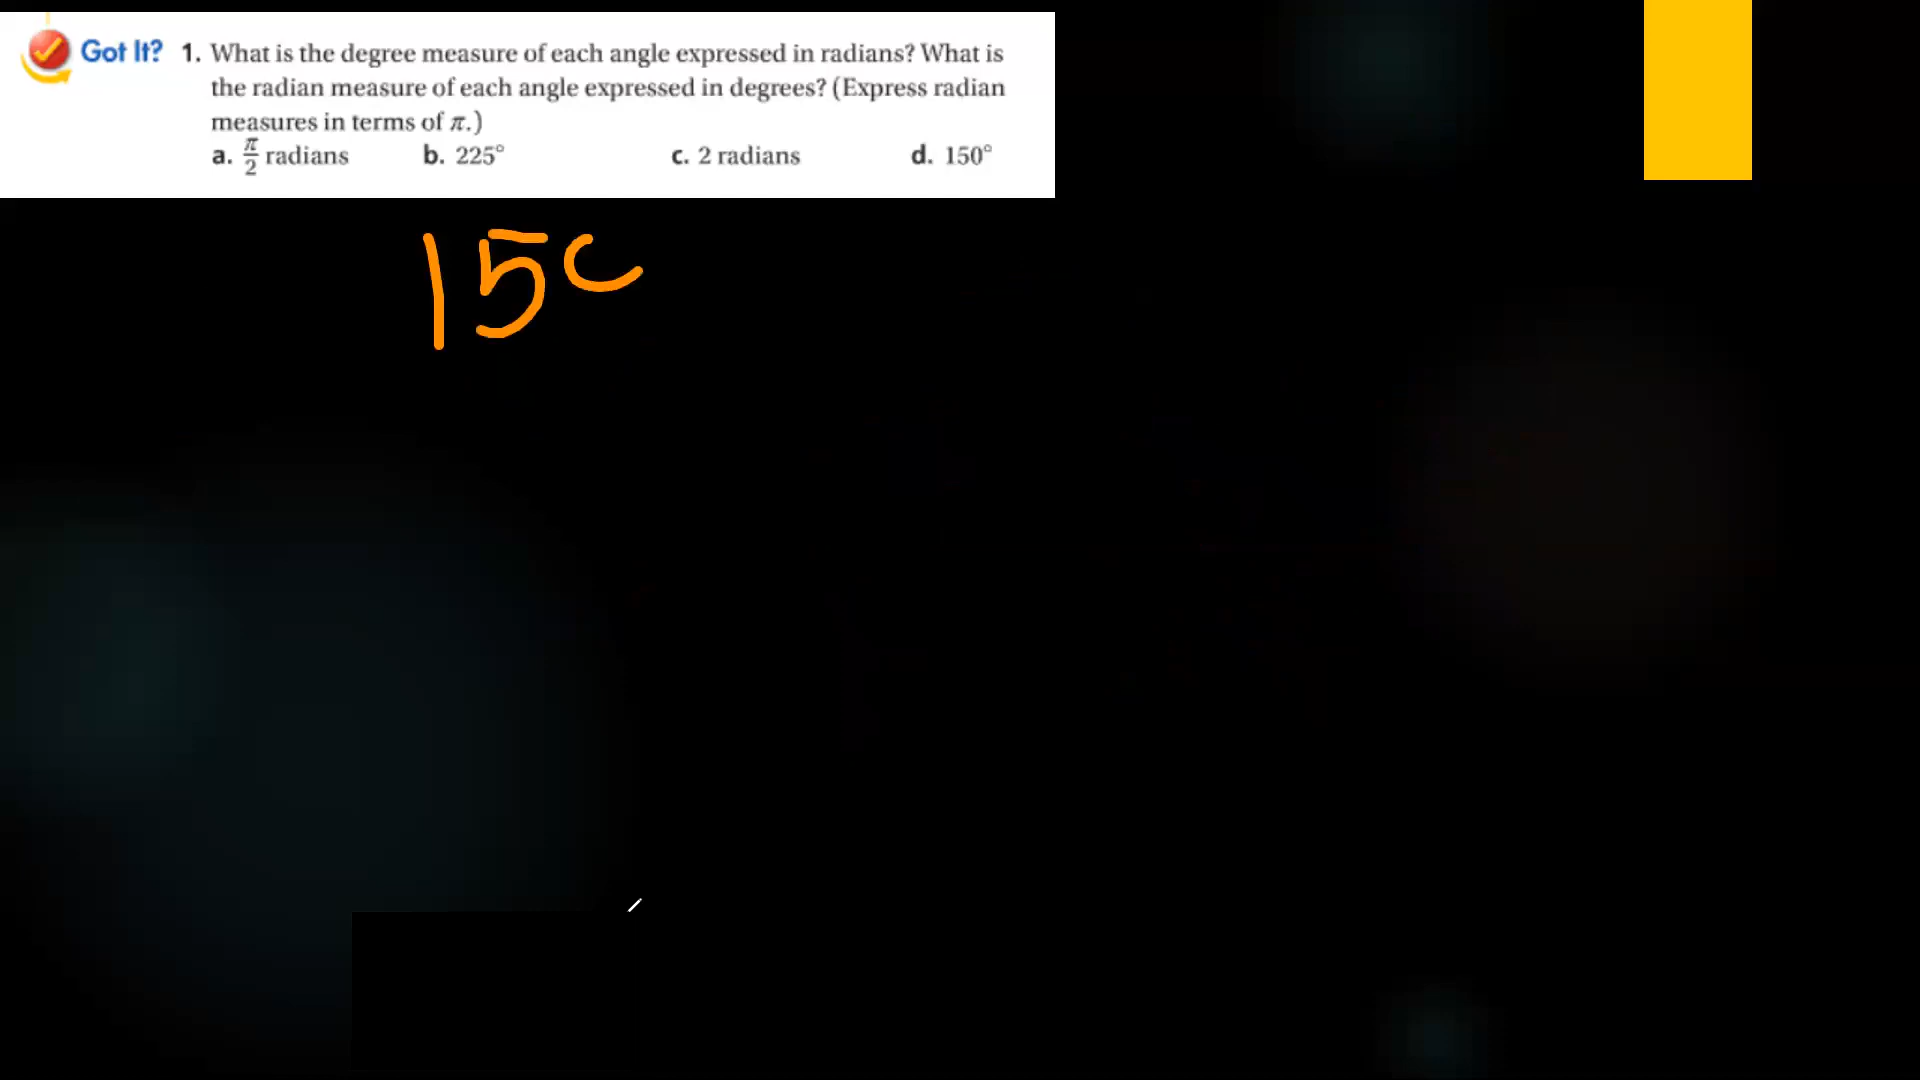 Got It? 1. What is the degree measure of each angle expressed in radians? What is
the radian measure of each angle expressed in degrees? (Express radian
measures in terms of π.)
a. π/2 radians b. 225° c. 2 radians d. 150°
15c